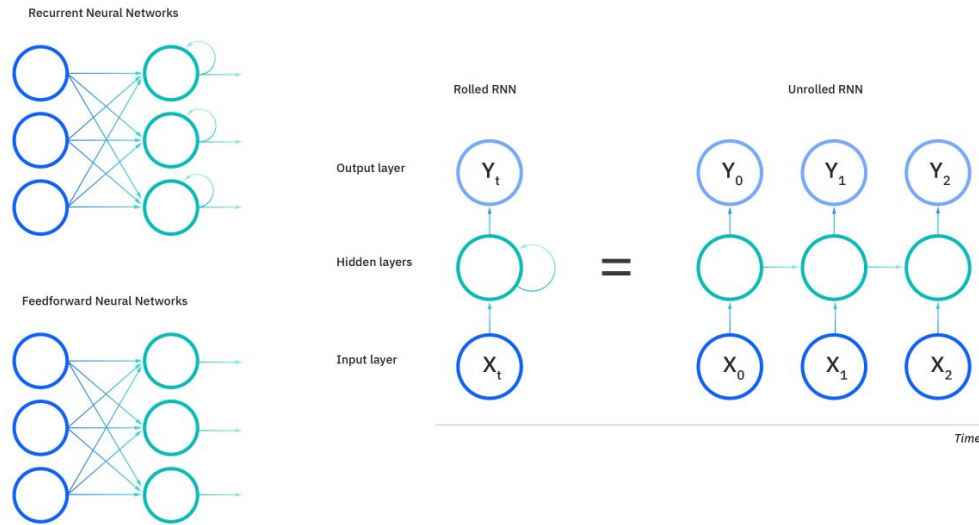 Recurrent Neural Networks
Feedforward Neural Networks
Rolled RNN
Unrolled RNN
Output layer
Yt
Y0
Y1
Y2
Hidden layers
=
Input layer
Xt
X0
X1
X2
Time